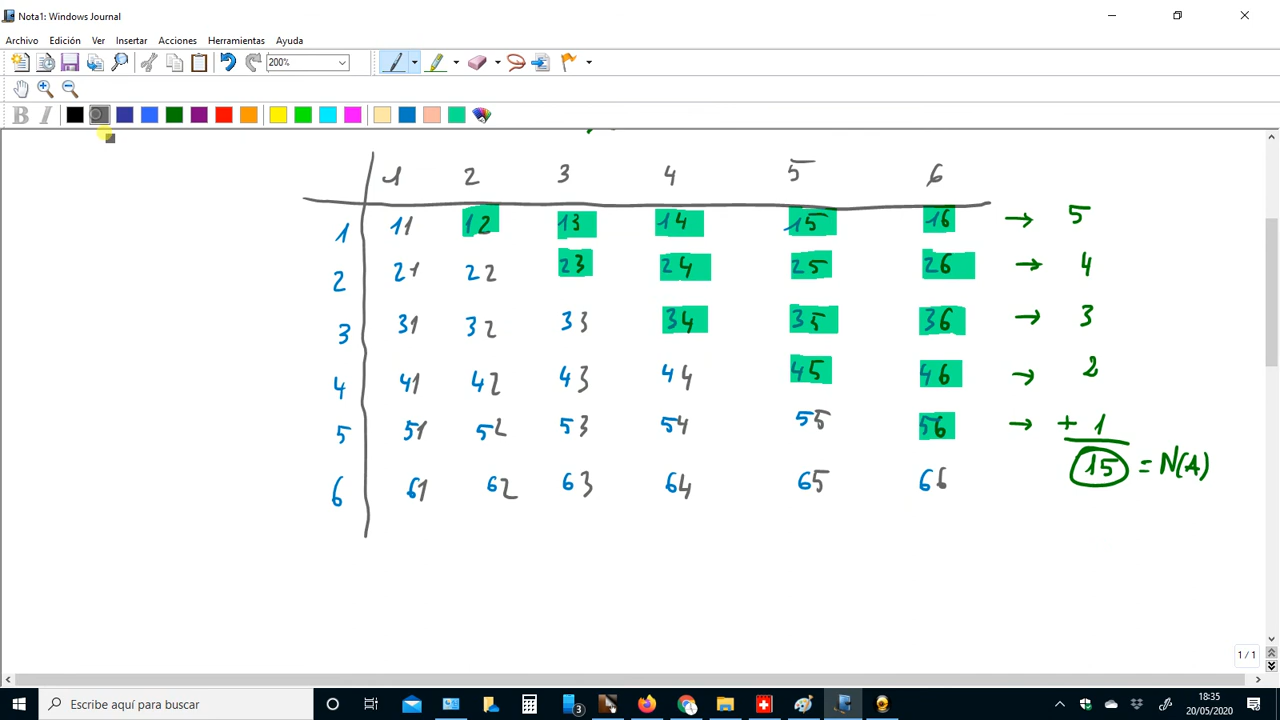 Nota1: Windows Journal
Archivo Edición Ver Insertar Acciones Herramientas Ayuda
200%
B I
1 2 3 4 5 6
1 11 12 13 14 15 16 → 5
2 21 22 23 24 25 26 → 4
3 31 32 33 34 35 36 → 3
4 41 42 43 44 45 46 → 2
5 51 52 53 54 55 56 → + 1
15 = N(A)
6 61 62 63 64 65 66
1 / 1
Escribe aquí para buscar
3
18:35
20/05/2020